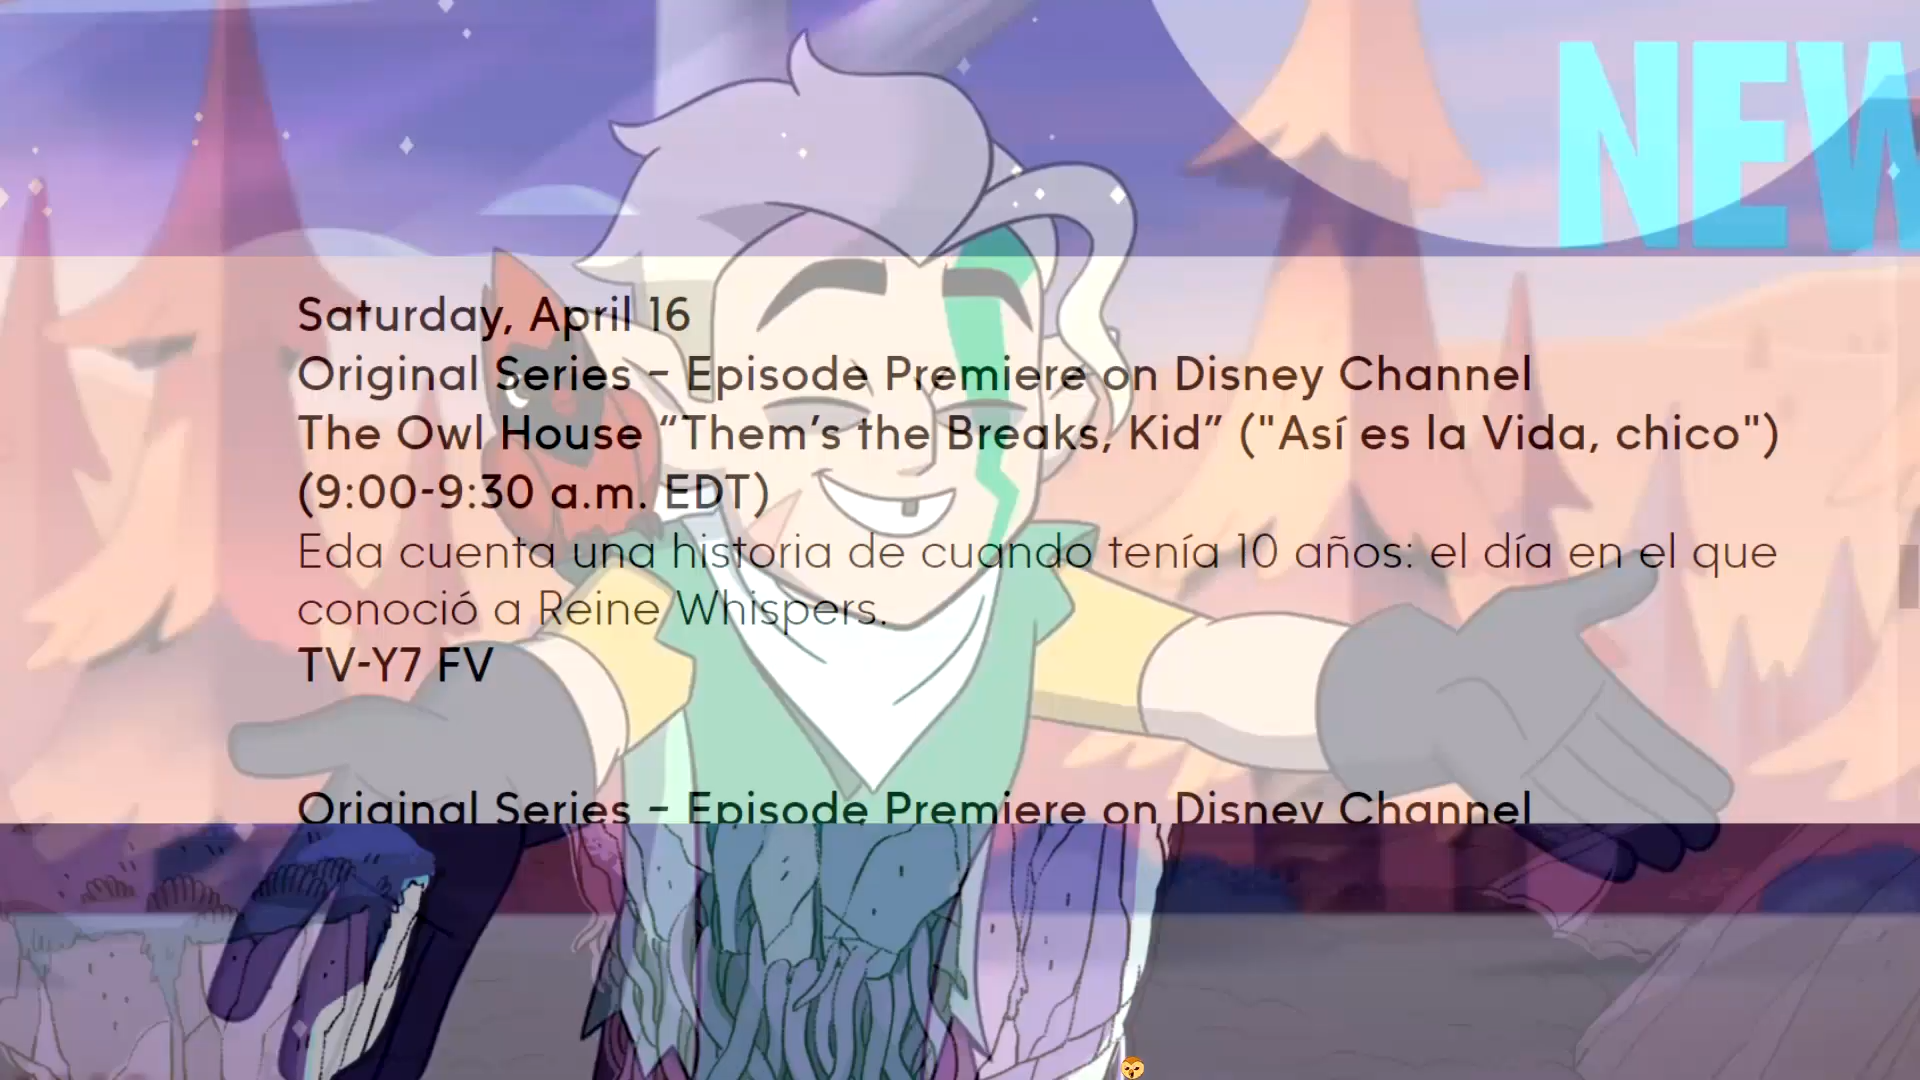 NEW
Saturday, April 16
Original Series – Episode Premiere on Disney Channel
The Owl House “Them’s the Breaks, Kid” ("Así es la Vida, chico")
(9:00-9:30 a.m. EDT)
Eda cuenta una historia de cuando tenía 10 años: el día en el que
conoció a Reine Whispers.
TV-Y7 FV
Original Series – Episode Premiere on Disney Channel